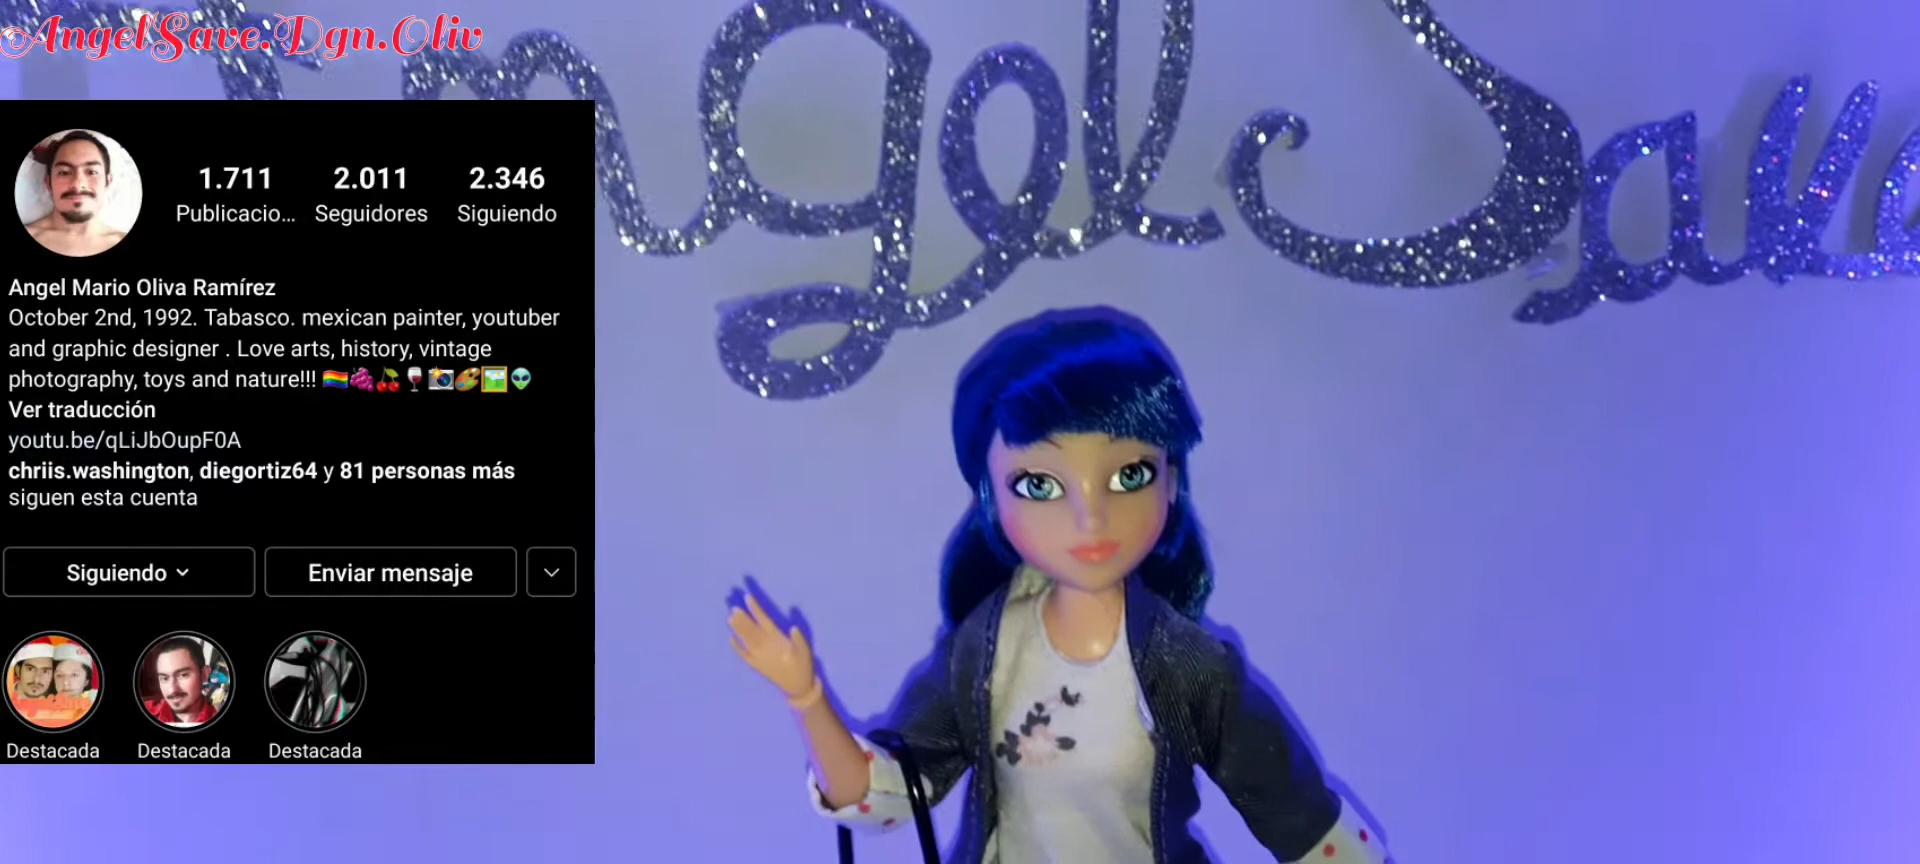 AngelSave.Dgn.Oliv
AngelSave
1.711 2.011 2.346
Publicacio... Seguidores Siguiendo
Angel Mario Oliva Ramírez
October 2nd, 1992. Tabasco. mexican painter, youtuber
and graphic designer . Love arts, history, vintage
photography, toys and nature!!! 🏳️‍🌈🍇🍒🍷📸🎨🖼️👽
Ver traducción
youtu.be/qLiJbOupF0A
chriis.washington, diegortiz64 y 81 personas más
siguen esta cuenta
Siguiendo Enviar mensaje
Destacada Destacada Destacada